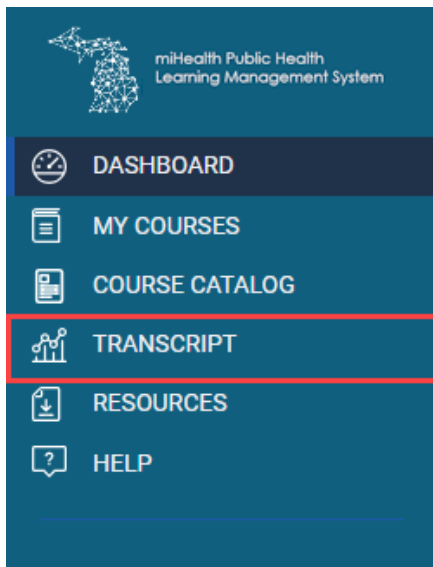 miHealth Public Health
Learning Management System
DASHBOARD
MY COURSES
COURSE CATALOG
TRANSCRIPT
RESOURCES
HELP